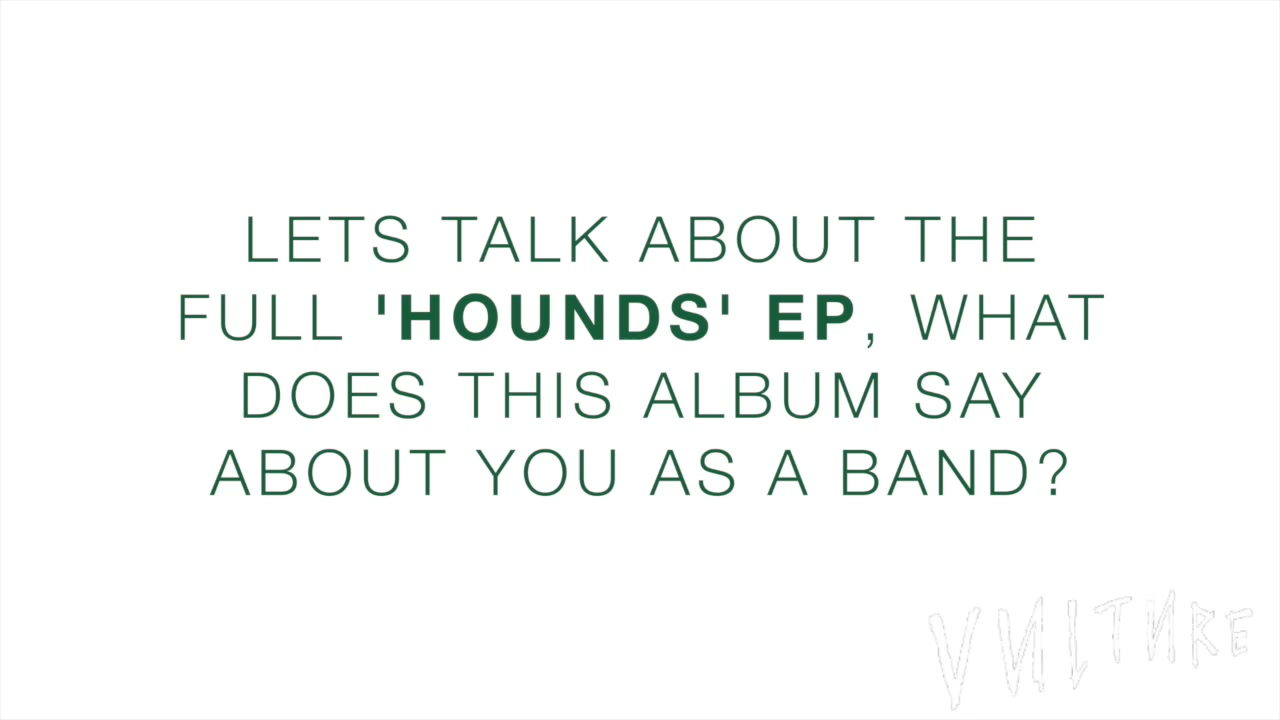 LETS TALK ABOUT THE
FULL 'HOUNDS' EP, WHAT
DOES THIS ALBUM SAY
ABOUT YOU AS A BAND?
VULTURE